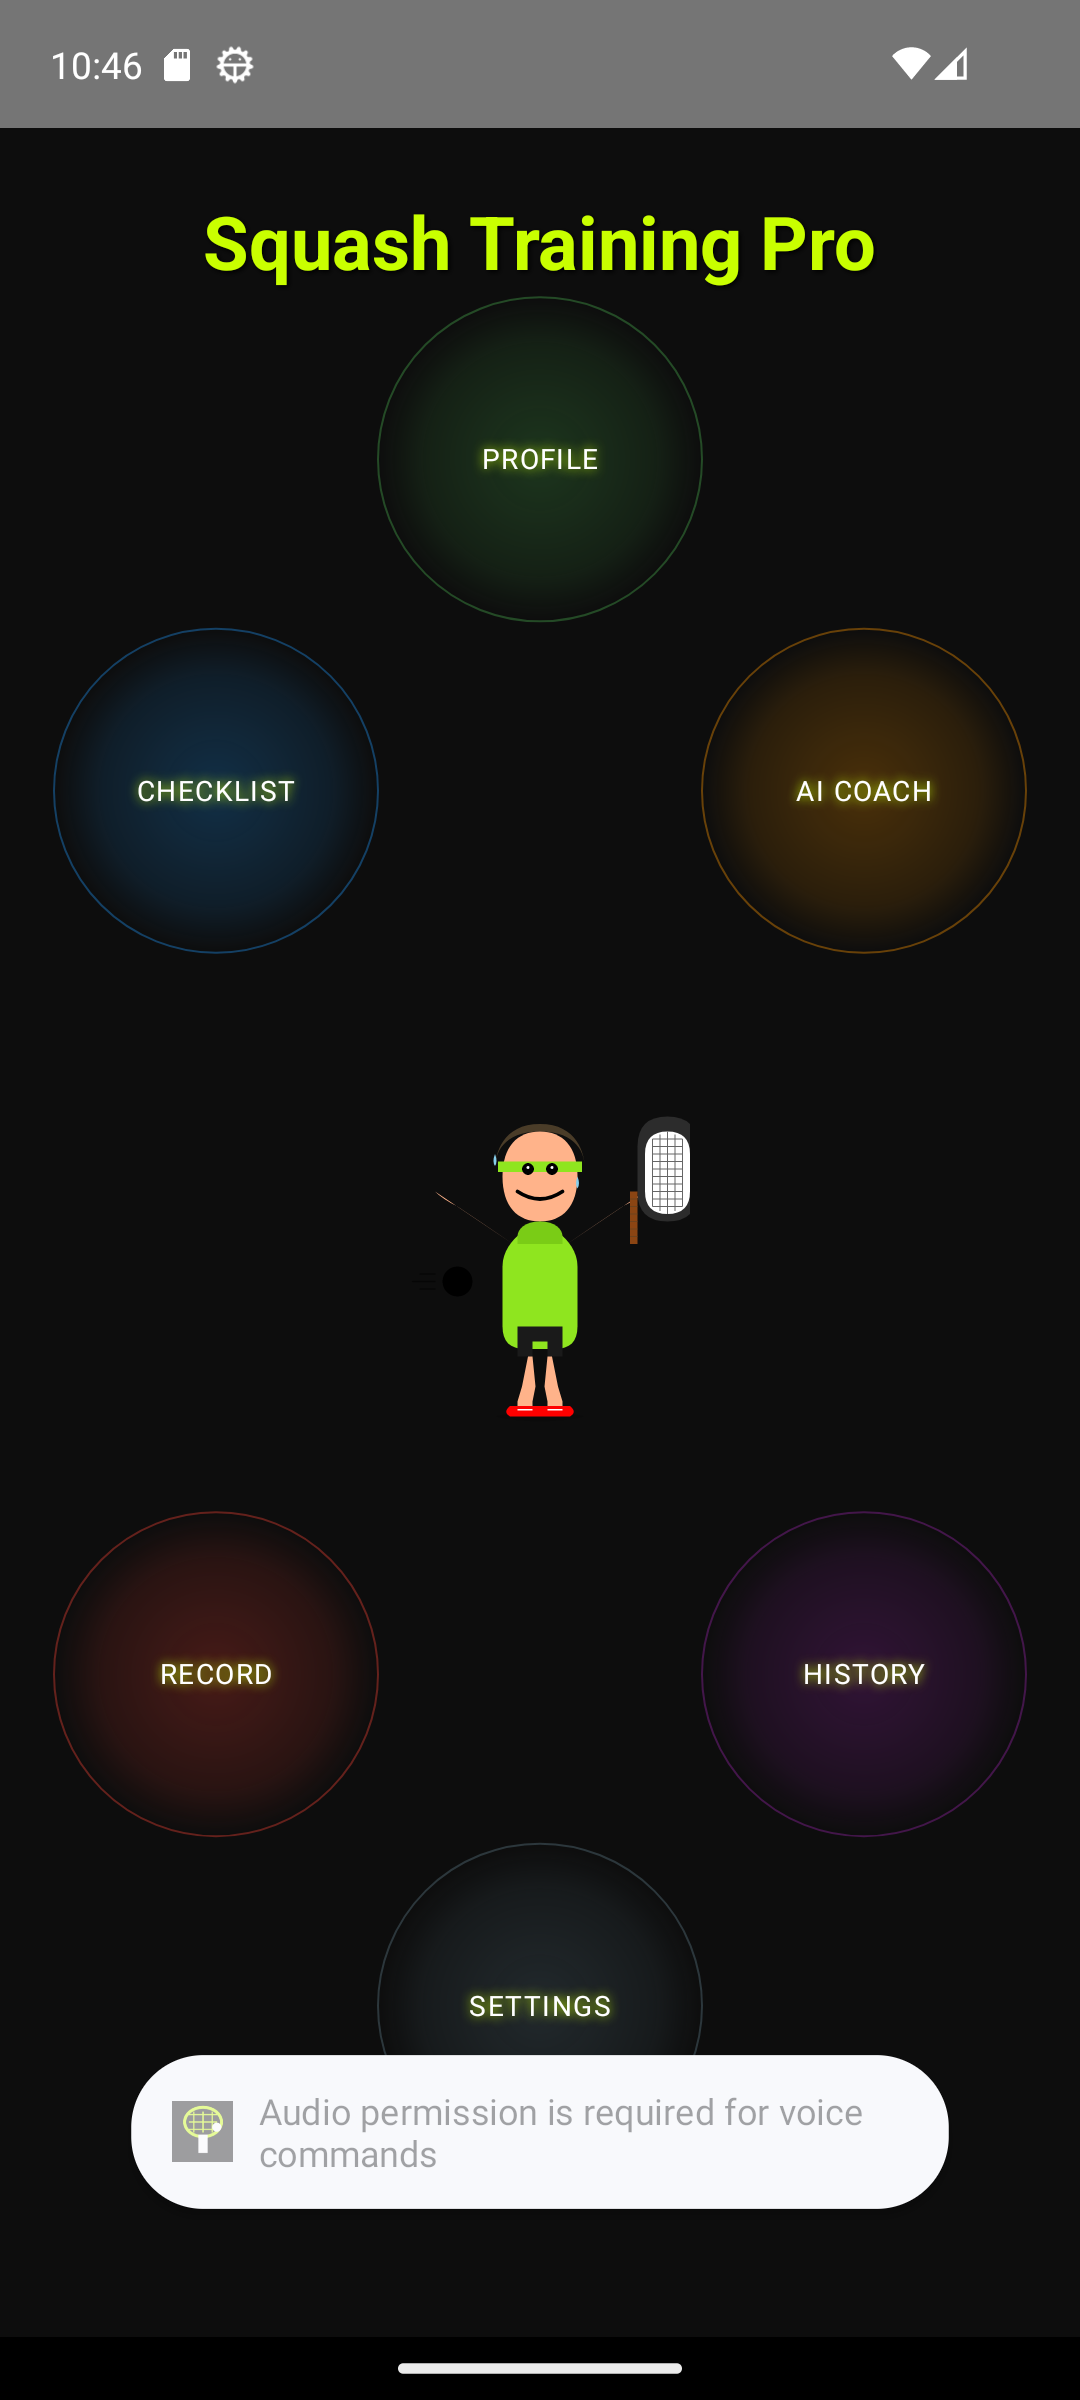 10:46
Squash Training Pro
PROFILE
CHECKLIST
AI COACH
RECORD
HISTORY
SETTINGS
Audio permission is required for voice
commands